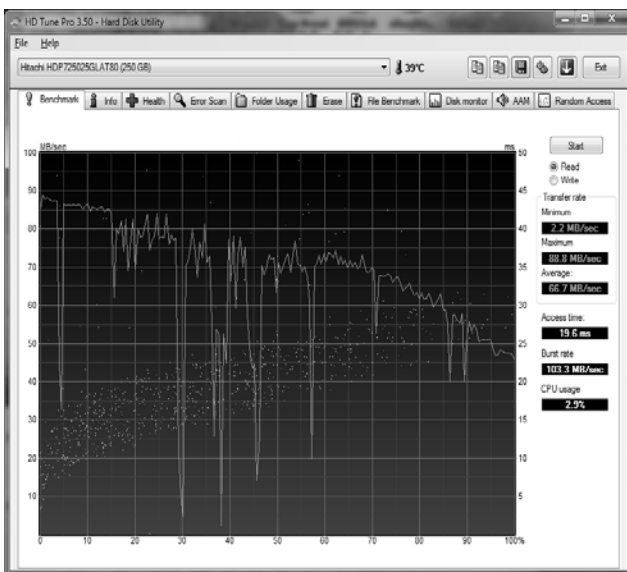 HD Tune Pro 3.50 - Hard Disk Utility
File Help
Hitachi HDP725025GLAT80 (250 GB)
39°C
Exit
Benchmark Info Health Error Scan Folder Usage Erase File Benchmark Disk monitor AAM Random Access
MB/sec
ms
100
90
80
70
60
50
40
30
20
10
50
45
40
35
30
25
20
15
10
5
0 10 20 30 40 50 60 70 80 90 100%
Start
Read
Write
Transfer rate
Minimum
2.2 MB/sec
Maximum
88.8 MB/sec
Average:
66.7 MB/sec
Access time:
19.6 ms
Burst rate
103.3 MB/sec
CPU usage
2.9%